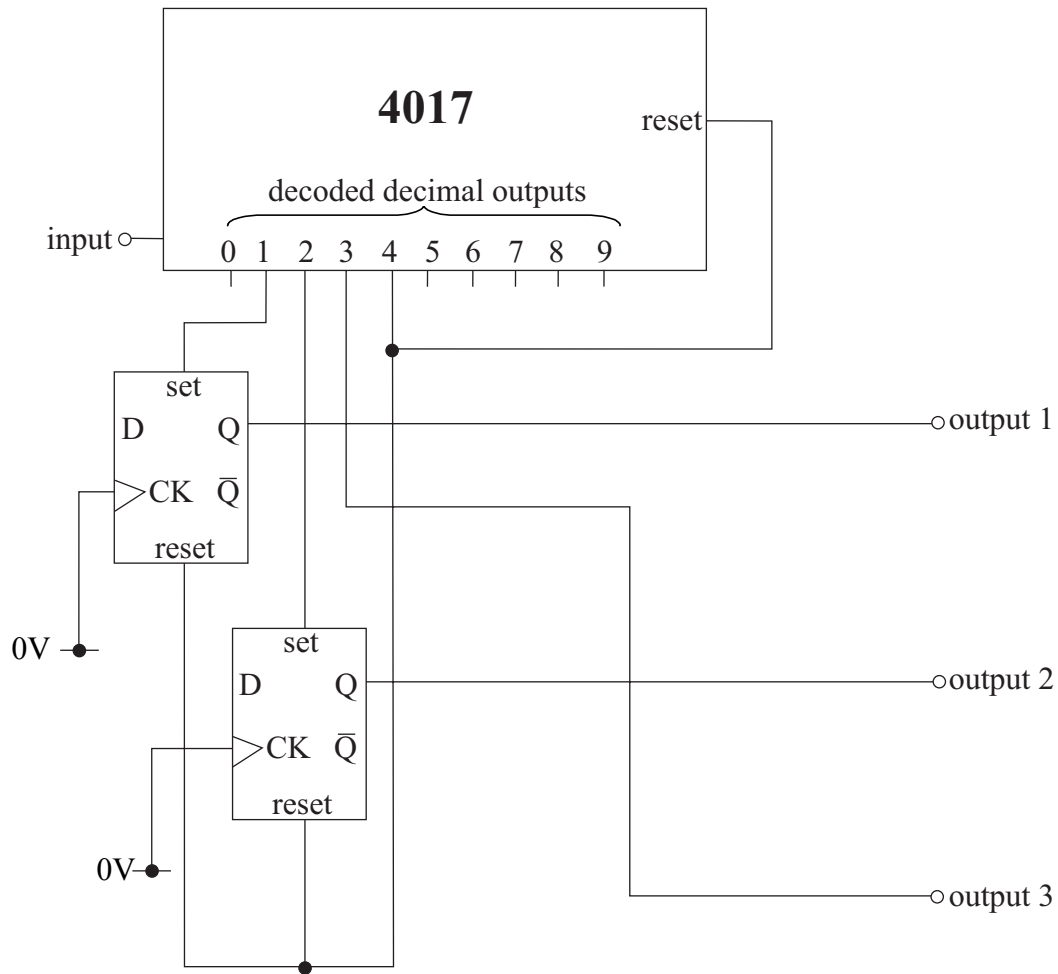 4017
reset
decoded decimal outputs
input
0 1 2 3 4 5 6 7 8 9
set
D Q
output 1
CK Q̅
reset
0V
set
D Q
output 2
CK Q̅
reset
0V
output 3